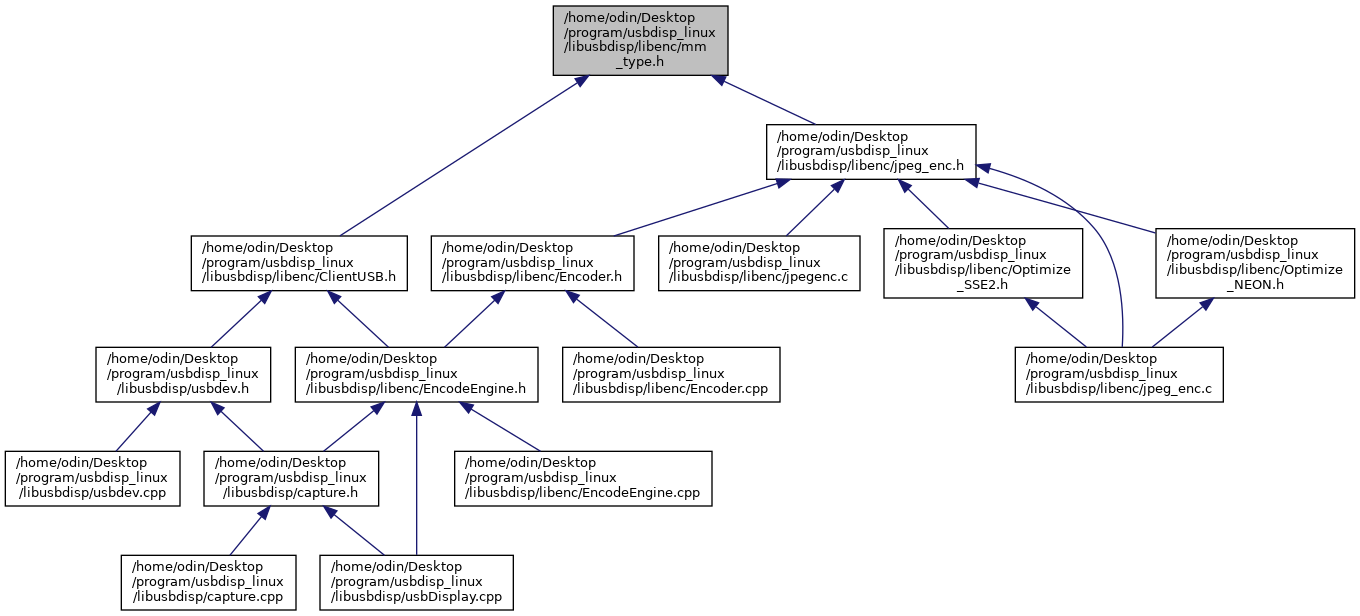 /home/odin/Desktop
/program/usbdisp_linux
/libusbdisp/libenc/mm
_type.h
/home/odin/Desktop
/program/usbdisp_linux
/libusbdisp/libenc/jpeg_enc.h
/home/odin/Desktop
/program/usbdisp_linux
/libusbdisp/libenc/ClientUSB.h
/home/odin/Desktop
/program/usbdisp_linux
/libusbdisp/libenc/Encoder.h
/home/odin/Desktop
/program/usbdisp_linux
/libusbdisp/libenc/jpegenc.c
/home/odin/Desktop
/program/usbdisp_linux
/libusbdisp/libenc/Optimize
_SSE2.h
/home/odin/Desktop
/program/usbdisp_linux
/libusbdisp/libenc/Optimize
_NEON.h
/home/odin/Desktop
/program/usbdisp_linux
/libusbdisp/usbdev.h
/home/odin/Desktop
/program/usbdisp_linux
/libusbdisp/libenc/EncodeEngine.h
/home/odin/Desktop
/program/usbdisp_linux
/libusbdisp/libenc/Encoder.cpp
/home/odin/Desktop
/program/usbdisp_linux
/libusbdisp/libenc/jpeg_enc.c
/home/odin/Desktop
/program/usbdisp_linux
/libusbdisp/usbdev.cpp
/home/odin/Desktop
/program/usbdisp_linux
/libusbdisp/capture.h
/home/odin/Desktop
/program/usbdisp_linux
/libusbdisp/libenc/EncodeEngine.cpp
/home/odin/Desktop
/program/usbdisp_linux
/libusbdisp/capture.cpp
/home/odin/Desktop
/program/usbdisp_linux
/libusbdisp/usbDisplay.cpp